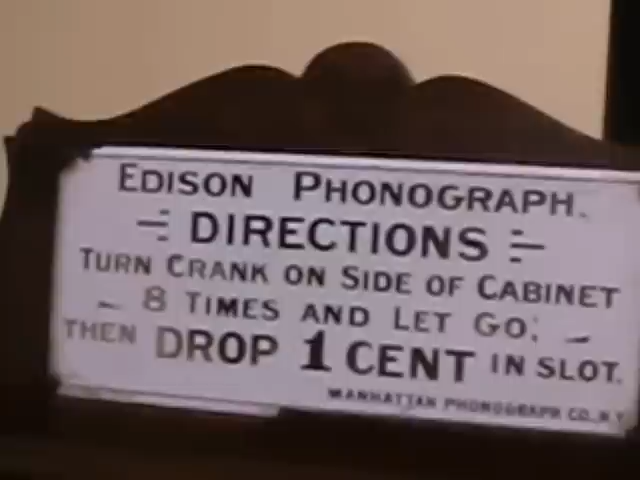 EDISON PHONOGRAPH.
DIRECTIONS
TURN CRANK ON SIDE OF CABINET
8 TIMES AND LET GO;
THEN DROP 1 CENT IN SLOT.
MANHATTAN PHONOGRAPH CO., N.Y.